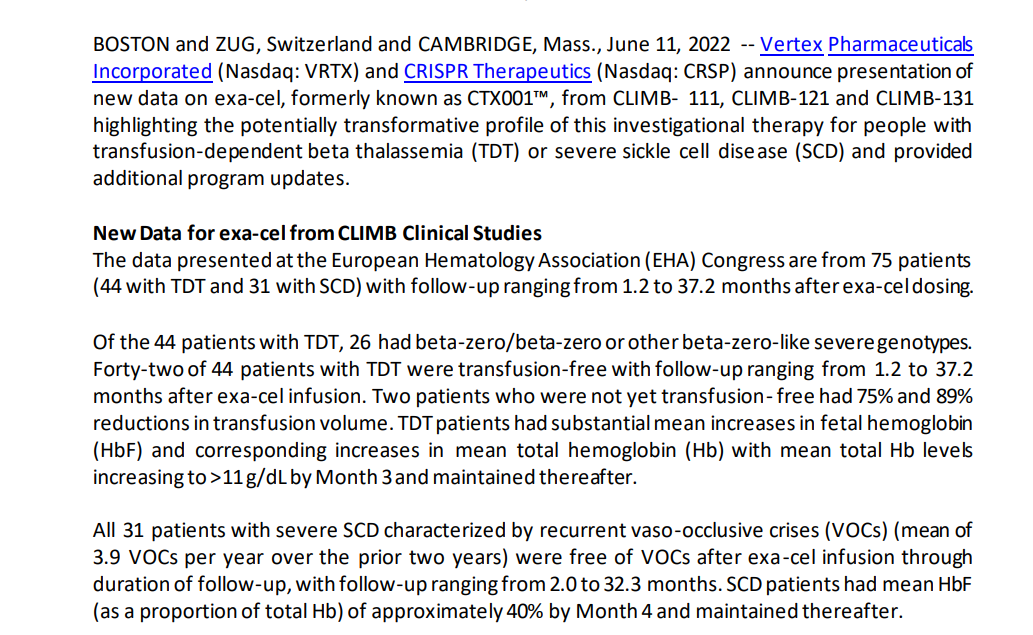 BOSTON and ZUG, Switzerland and CAMBRIDGE, Mass., June 11, 2022 -- Vertex Pharmaceuticals
Incorporated (Nasdaq: VRTX) and CRISPR Therapeutics (Nasdaq: CRSP) announce presentation of
new data on exa-cel, formerly known as CTX001™, from CLIMB- 111, CLIMB-121 and CLIMB-131
highlighting the potentially transformative profile of this investigational therapy for people with
transfusion-dependent beta thalassemia (TDT) or severe sickle cell disease (SCD) and provided
additional program updates.
New Data for exa-cel from CLIMB Clinical Studies
The data presented at the European Hematology Association (EHA) Congress are from 75 patients
(44 with TDT and 31 with SCD) with follow-up ranging from 1.2 to 37.2 months after exa-cel dosing.
Of the 44 patients with TDT, 26 had beta-zero/beta-zero or other beta-zero-like severe genotypes.
Forty-two of 44 patients with TDT were transfusion-free with follow-up ranging from 1.2 to 37.2
months after exa-cel infusion. Two patients who were not yet transfusion- free had 75% and 89%
reductions in transfusion volume. TDT patients had substantial mean increases in fetal hemoglobin
(HbF) and corresponding increases in mean total hemoglobin (Hb) with mean total Hb levels
increasing to >11 g/dL by Month 3 and maintained thereafter.
All 31 patients with severe SCD characterized by recurrent vaso-occlusive crises (VOCs) (mean of
3.9 VOCs per year over the prior two years) were free of VOCs after exa-cel infusion through
duration of follow-up, with follow-up ranging from 2.0 to 32.3 months. SCD patients had mean HbF
(as a proportion of total Hb) of approximately 40% by Month 4 and maintained thereafter.